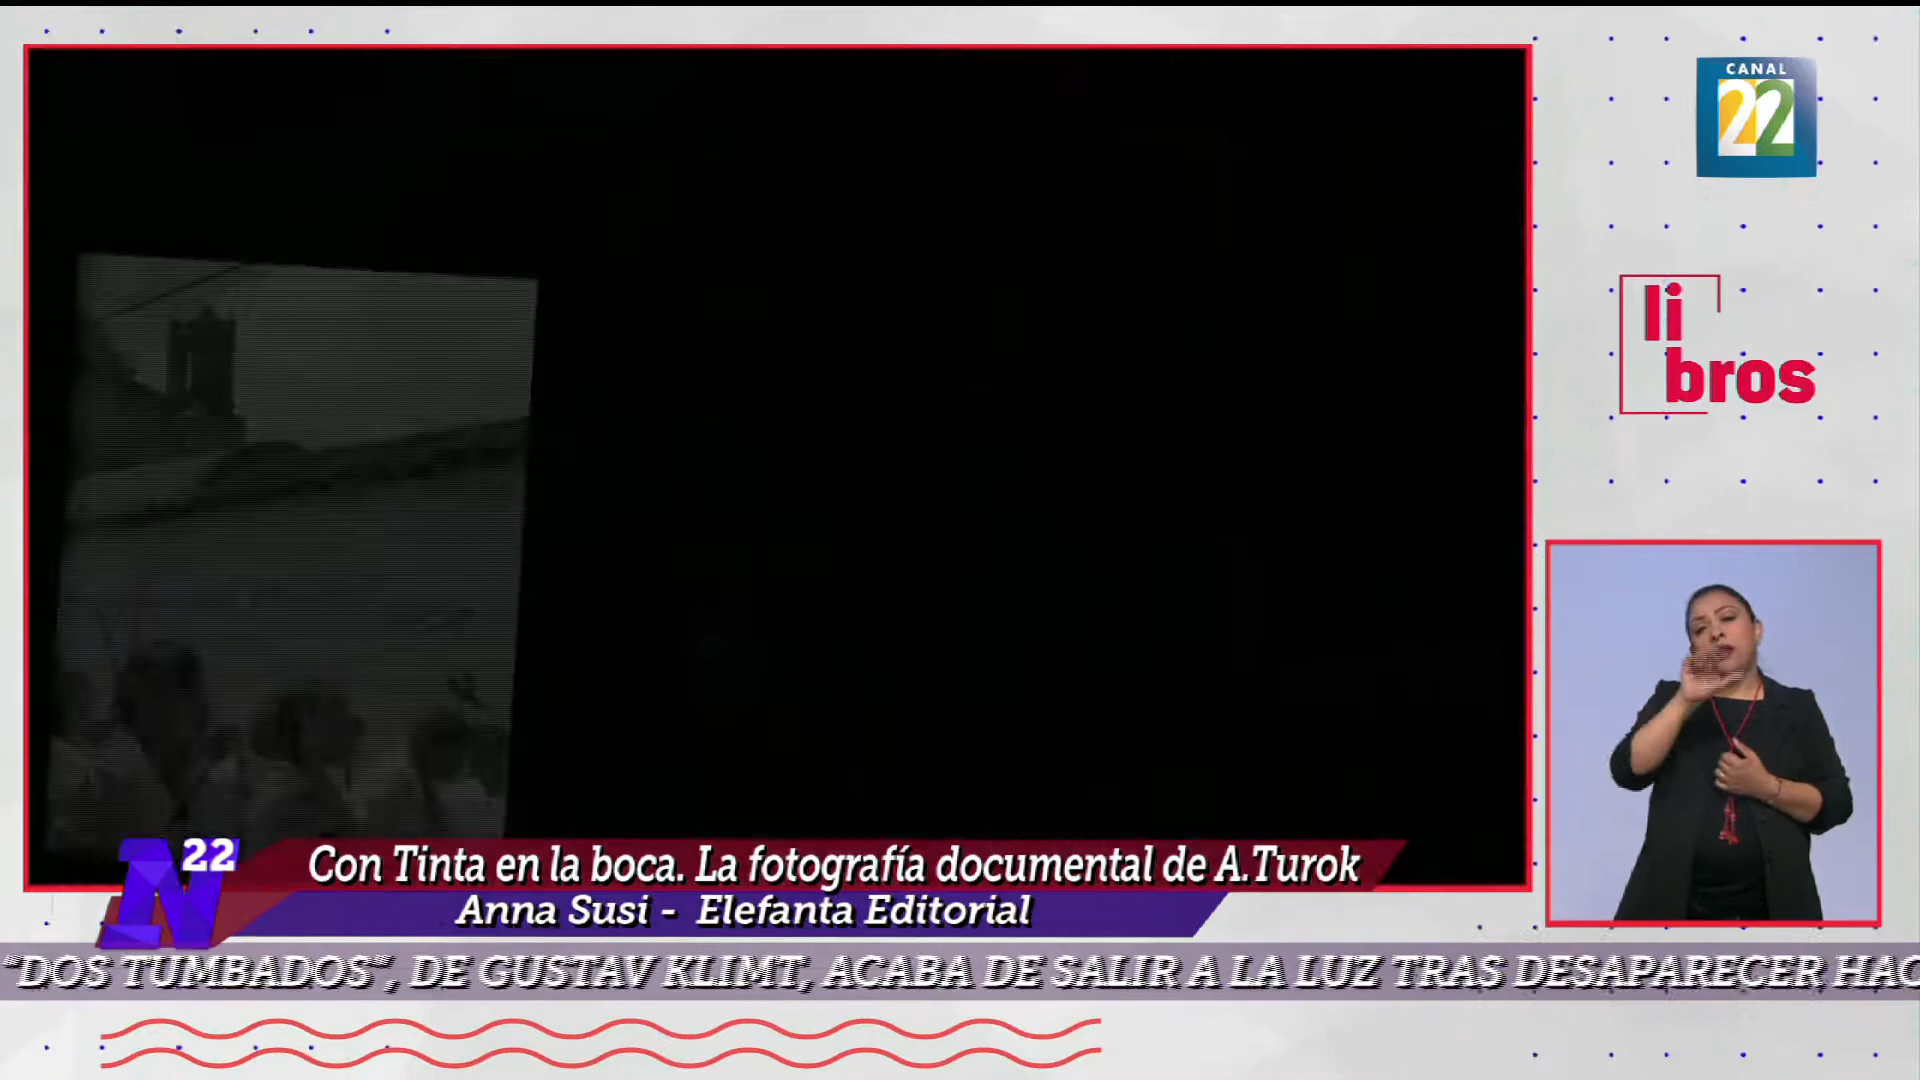 CANAL
22
li
bros
N22
Con Tinta en la boca. La fotografía documental de A.Turok
Anna Susi - Elefanta Editorial
"DOS TUMBADOS", DE GUSTAV KLIMT, ACABA DE SALIR A LA LUZ TRAS DESAPARECER HAC